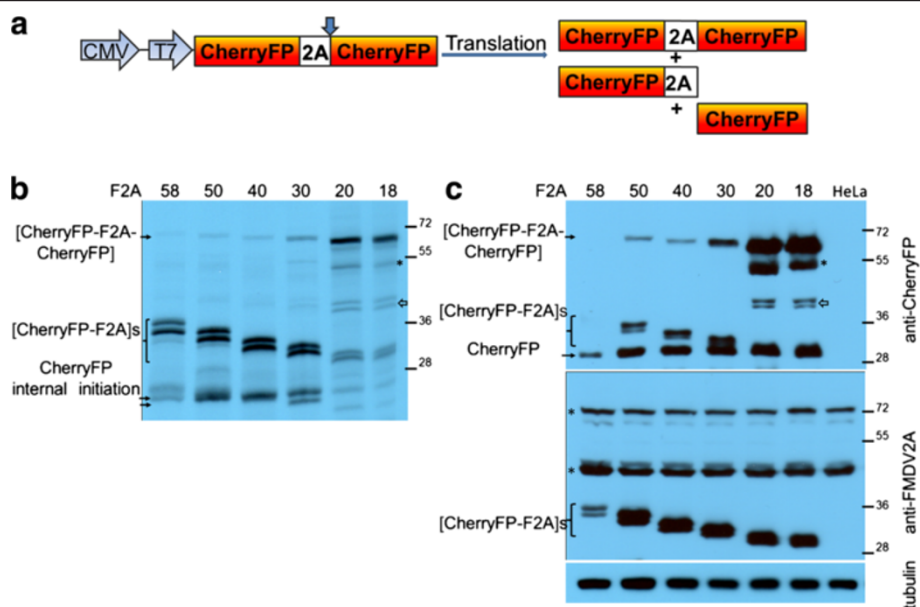 a
CMV T7 CherryFP 2A CherryFP
Translation
CherryFP 2A CherryFP
+
CherryFP 2A
+
CherryFP
b
F2A 58 50 40 30 20 18
[CherryFP-F2A-
CherryFP]
72
55
*
[CherryFP-F2A]s
36
CherryFP
internal initiation
28
c
F2A 58 50 40 30 20 18 HeLa
[CherryFP-F2A-
CherryFP]
72
55
*
[CherryFP-F2A]s
36
CherryFP
28
anti-CherryFP
* 72
55
*
36
[CherryFP-F2A]s
28
anti-FMDV2A
tubulin